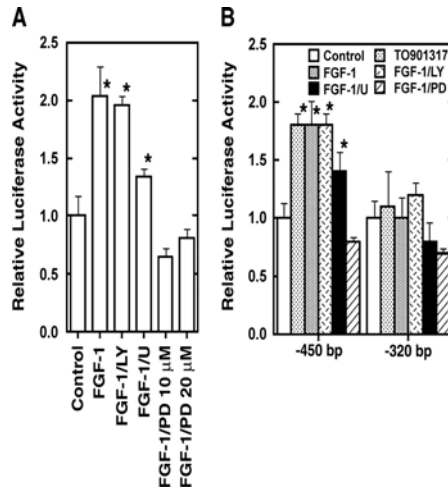 A
Relative Luciferase Activity
2.5
2.0
1.5
1.0
0.5
0.0
*
*
*
Control
FGF-1
FGF-1/LY
FGF-1/U
FGF-1/PD 10 μM
FGF-1/PD 20 μM
B
Relative Luciferase Activity
2.5
2.0
1.5
1.0
0.5
0.0
Control
TO901317
FGF-1
FGF-1/LY
FGF-1/U
FGF-1/PD
*
*
*
*
-450 bp
-320 bp